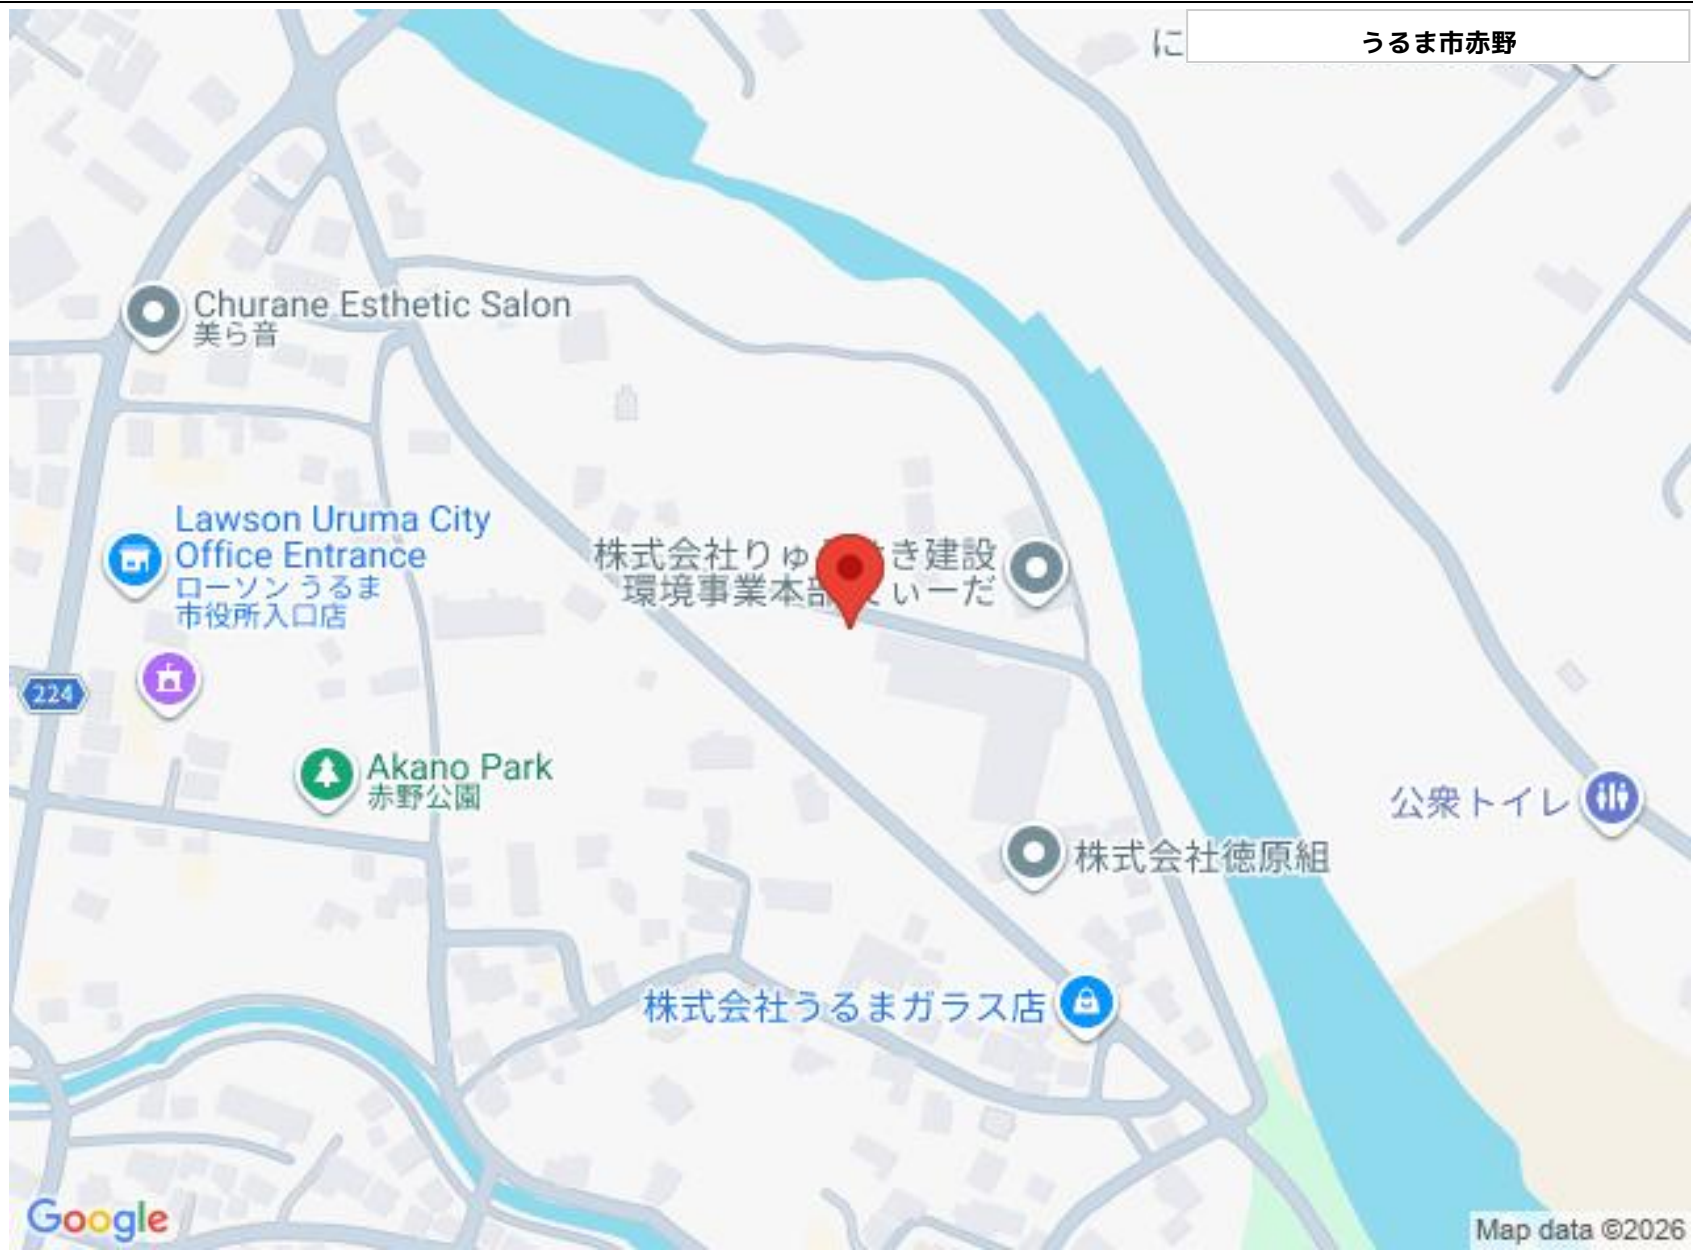 うるま市赤野
に
Churane Esthetic Salon
美ら音
Lawson Uruma City
Office Entrance
ローソン うるま
市役所入口店
株式会社りゅ き建設
環境事業本部 ぃーだ
224
Akano Park
赤野公園
公衆トイレ
株式会社徳原組
株式会社うるまガラス店
Google
Map data ©2026